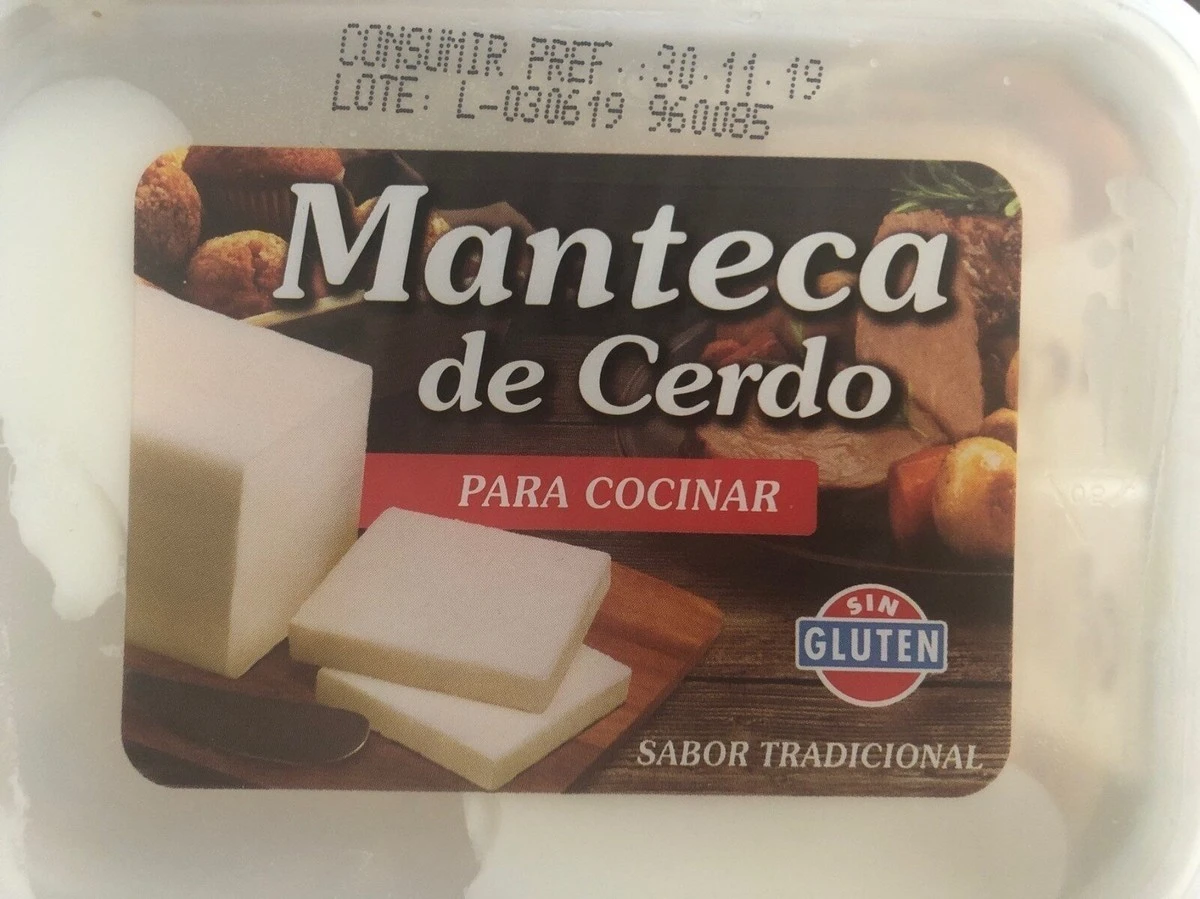 CONSUMIR PREF.:30.11.19
LOTE: L-030619 960085
Manteca
de Cerdo
PARA COCINAR
SIN
GLUTEN
SABOR TRADICIONAL